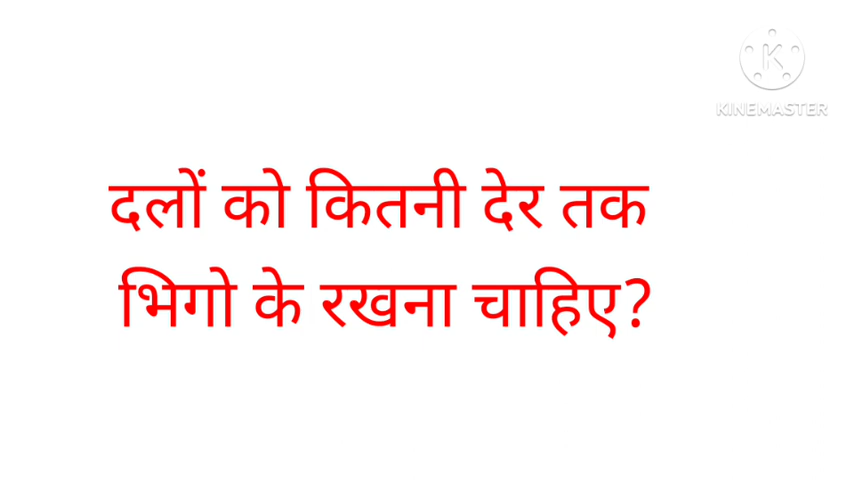 KINEMASTER
दलों को कितनी देर तक
भिगो के रखना चाहिए?